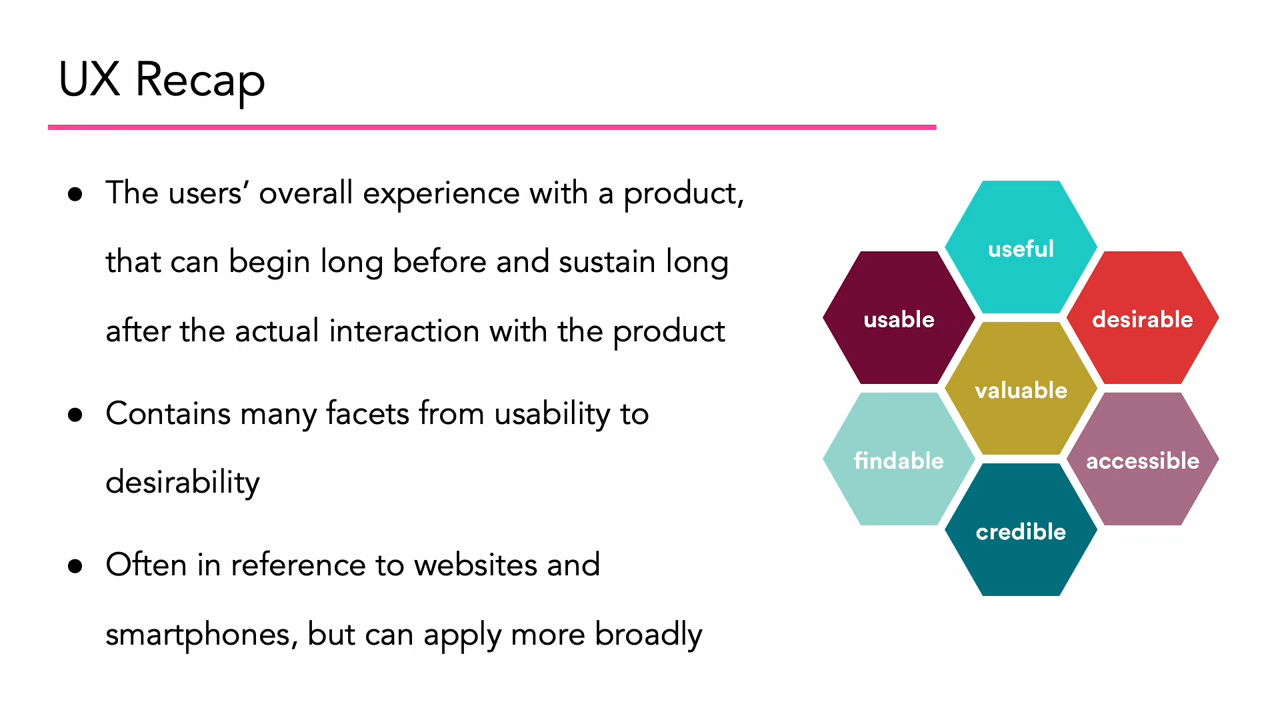 UX Recap
● The users’ overall experience with a product,
that can begin long before and sustain long
after the actual interaction with the product
● Contains many facets from usability to
desirability
● Often in reference to websites and
smartphones, but can apply more broadly
useful
usable
desirable
valuable
findable
accessible
credible